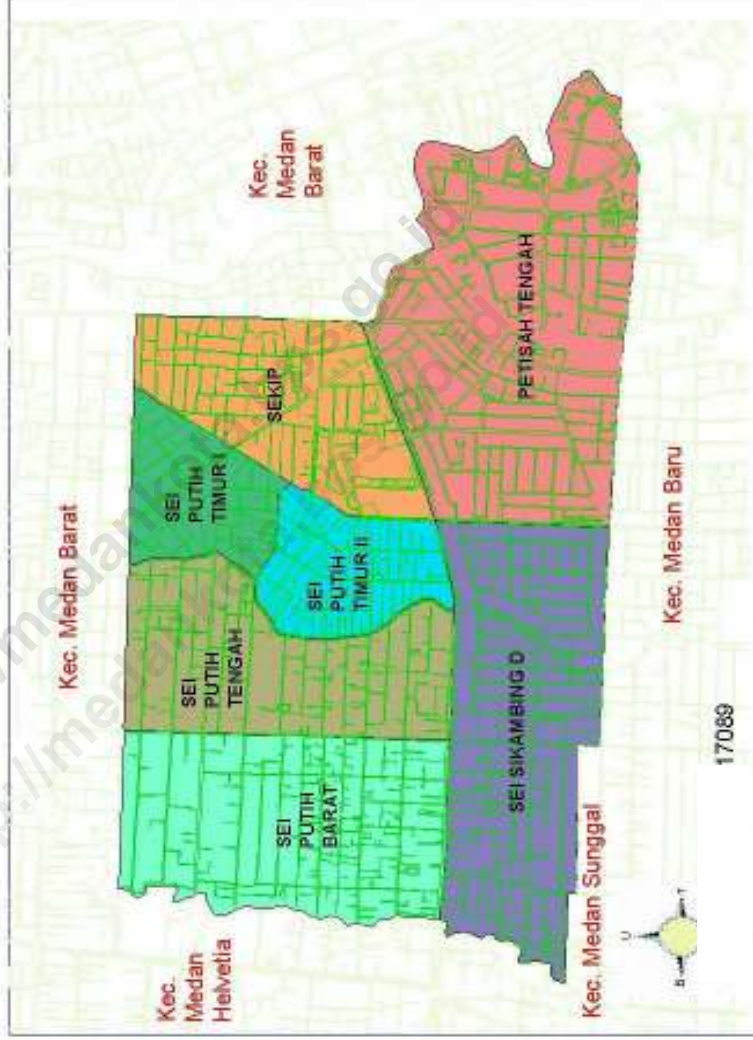 Kec. Medan Barat
Kec.
Medan
Barat
Kec.
Medan
Helvetia
SEI
PUTIH
BARAT
SEI
PUTIH
TENGAH
SEI
PUTIH
TIMUR I
SEI
PUTIH
TIMUR II
SEKIP
PETISAH TENGAH
SEI SIKAMBING D
Kec. Medan Sunggal
Kec. Medan Baru
U
B
T
17089